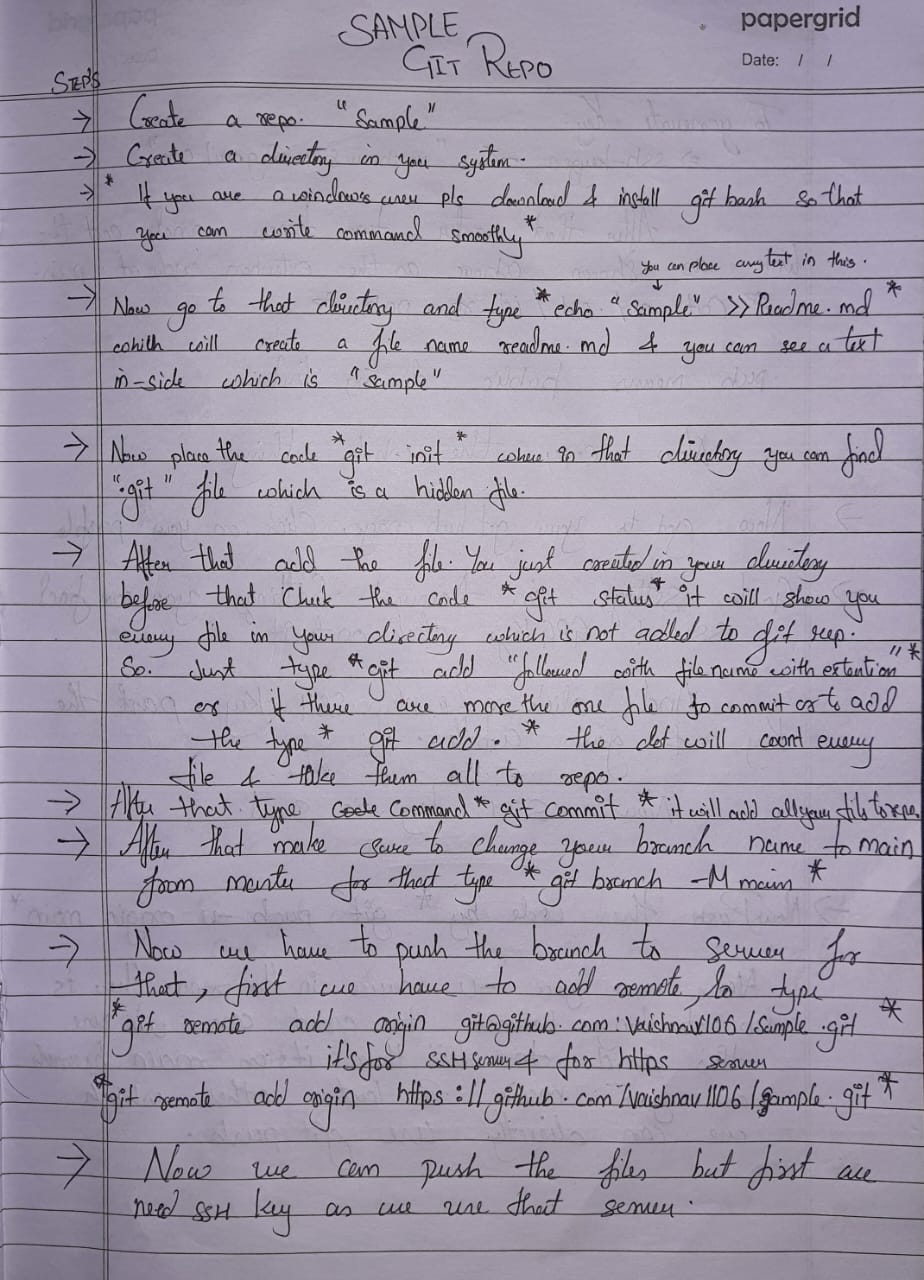 SAMPLE
GIT REPO
papergrid
Date: / /
STEP'S
→ Create a repo. "Sample"
→ Create a directory in you system.
→ * If you are a windowss user pls download & install git bash so that
you can write command smoothly *
you can place any text in this.
→ Now go to that directory and type * echo "Sample" >> Readme.md *
whith will create a file name readme.md & you can see a text
in-side which is "Sample"
→ Now place the code * git init * where in that directory you can find
".git" file which is a hidden file.
→ After that add the file. You just created in your directory
before that Check the code * git status * it will show you
every file in your directory which is not added to git rep.
So. Just type * git add "followed with file name with extention" *
or if there are more the one file to commit or to add
the type * git add . * the dot will count every
file & take them all to repo.
→ After that type code Command * git commit * it will add all your file to repo
→ After that make sure to change your branch name to main
from master for that type * git branch -M main *
→ Now we have to push the branch to server for
that, first we have to add remote, to type
* git remote add origin git@github.com:Vaishnav1106/Sample.git *
it's for SSH server & for https server
* git remote add origin https://github.com/vaishnav1106/Sample.git *
→ Now we can push the files but first we
need SSH key as we use that server.